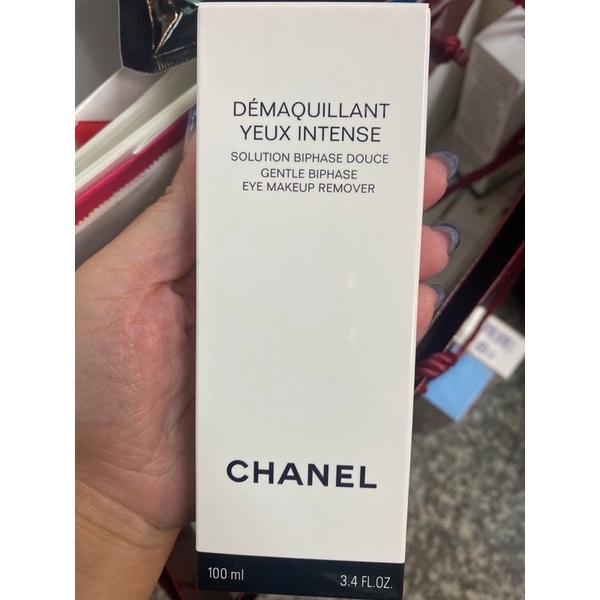 DÉMAQUILLANT
YEUX INTENSE
SOLUTION BIPHASE DOUCE
GENTLE BIPHASE
EYE MAKEUP REMOVER
CHANEL
100 ml 3.4 FL.OZ.